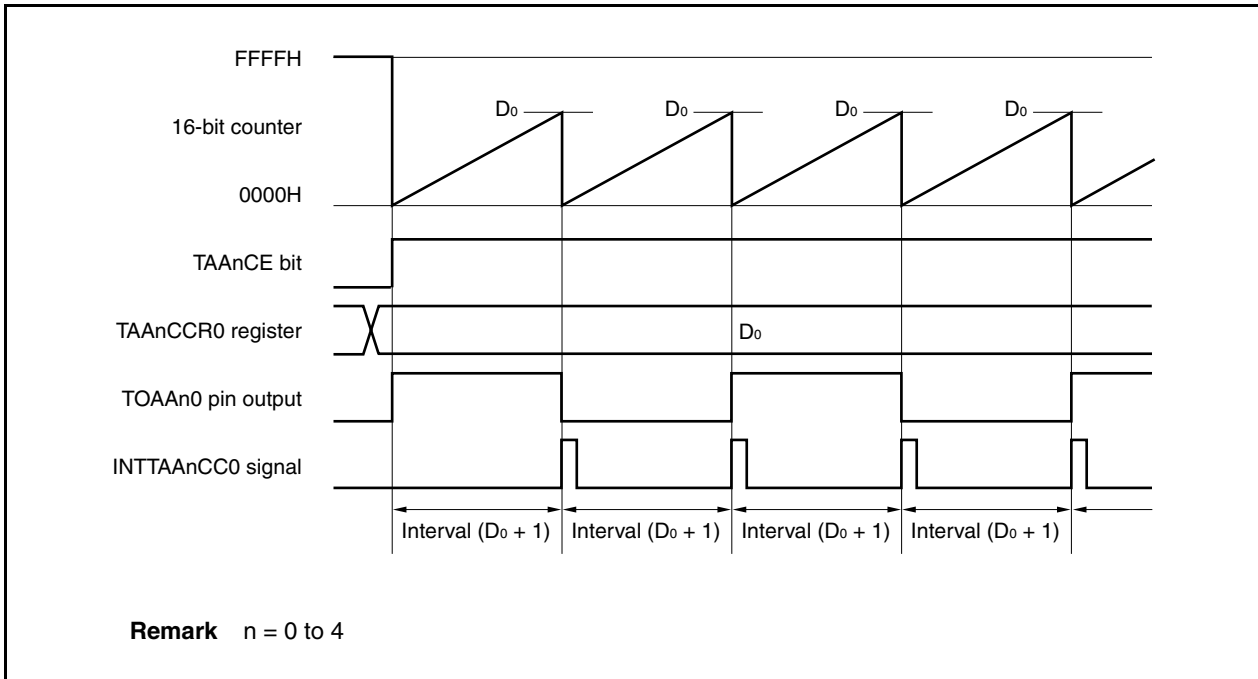 FFFFH
D₀ D₀ D₀ D₀
16-bit counter
0000H
TAAnCE bit
TAAnCCR0 register D₀
TOAAn0 pin output
INTTAAnCC0 signal
Interval (D₀ + 1) Interval (D₀ + 1) Interval (D₀ + 1) Interval (D₀ + 1)
Remark n = 0 to 4